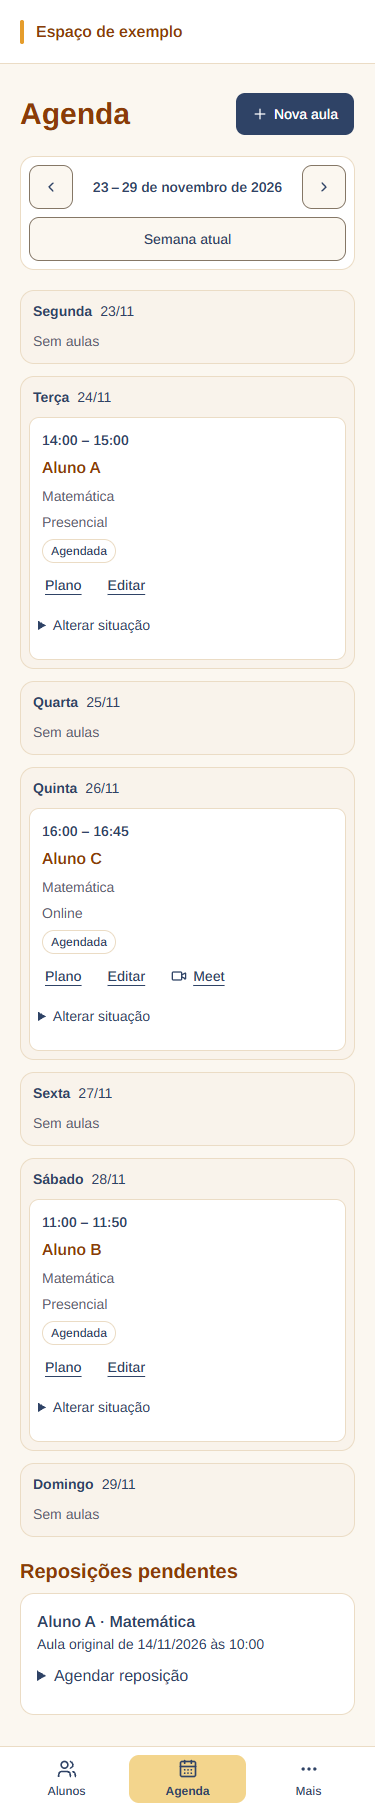 Espaço de exemplo
Agenda
Nova aula
23 – 29 de novembro de 2026
Semana atual
Segunda 23/11
Sem aulas
Terça 24/11
14:00 – 15:00
Aluno A
Matemática
Presencial
Agendada
Plano Editar
Alterar situação
Quarta 25/11
Sem aulas
Quinta 26/11
16:00 – 16:45
Aluno C
Matemática
Online
Agendada
Plano Editar Meet
Alterar situação
Sexta 27/11
Sem aulas
Sábado 28/11
11:00 – 11:50
Aluno B
Matemática
Presencial
Agendada
Plano Editar
Alterar situação
Domingo 29/11
Sem aulas
Reposições pendentes
Aluno A · Matemática
Aula original de 14/11/2026 às 10:00
Agendar reposição
Alunos Agenda Mais